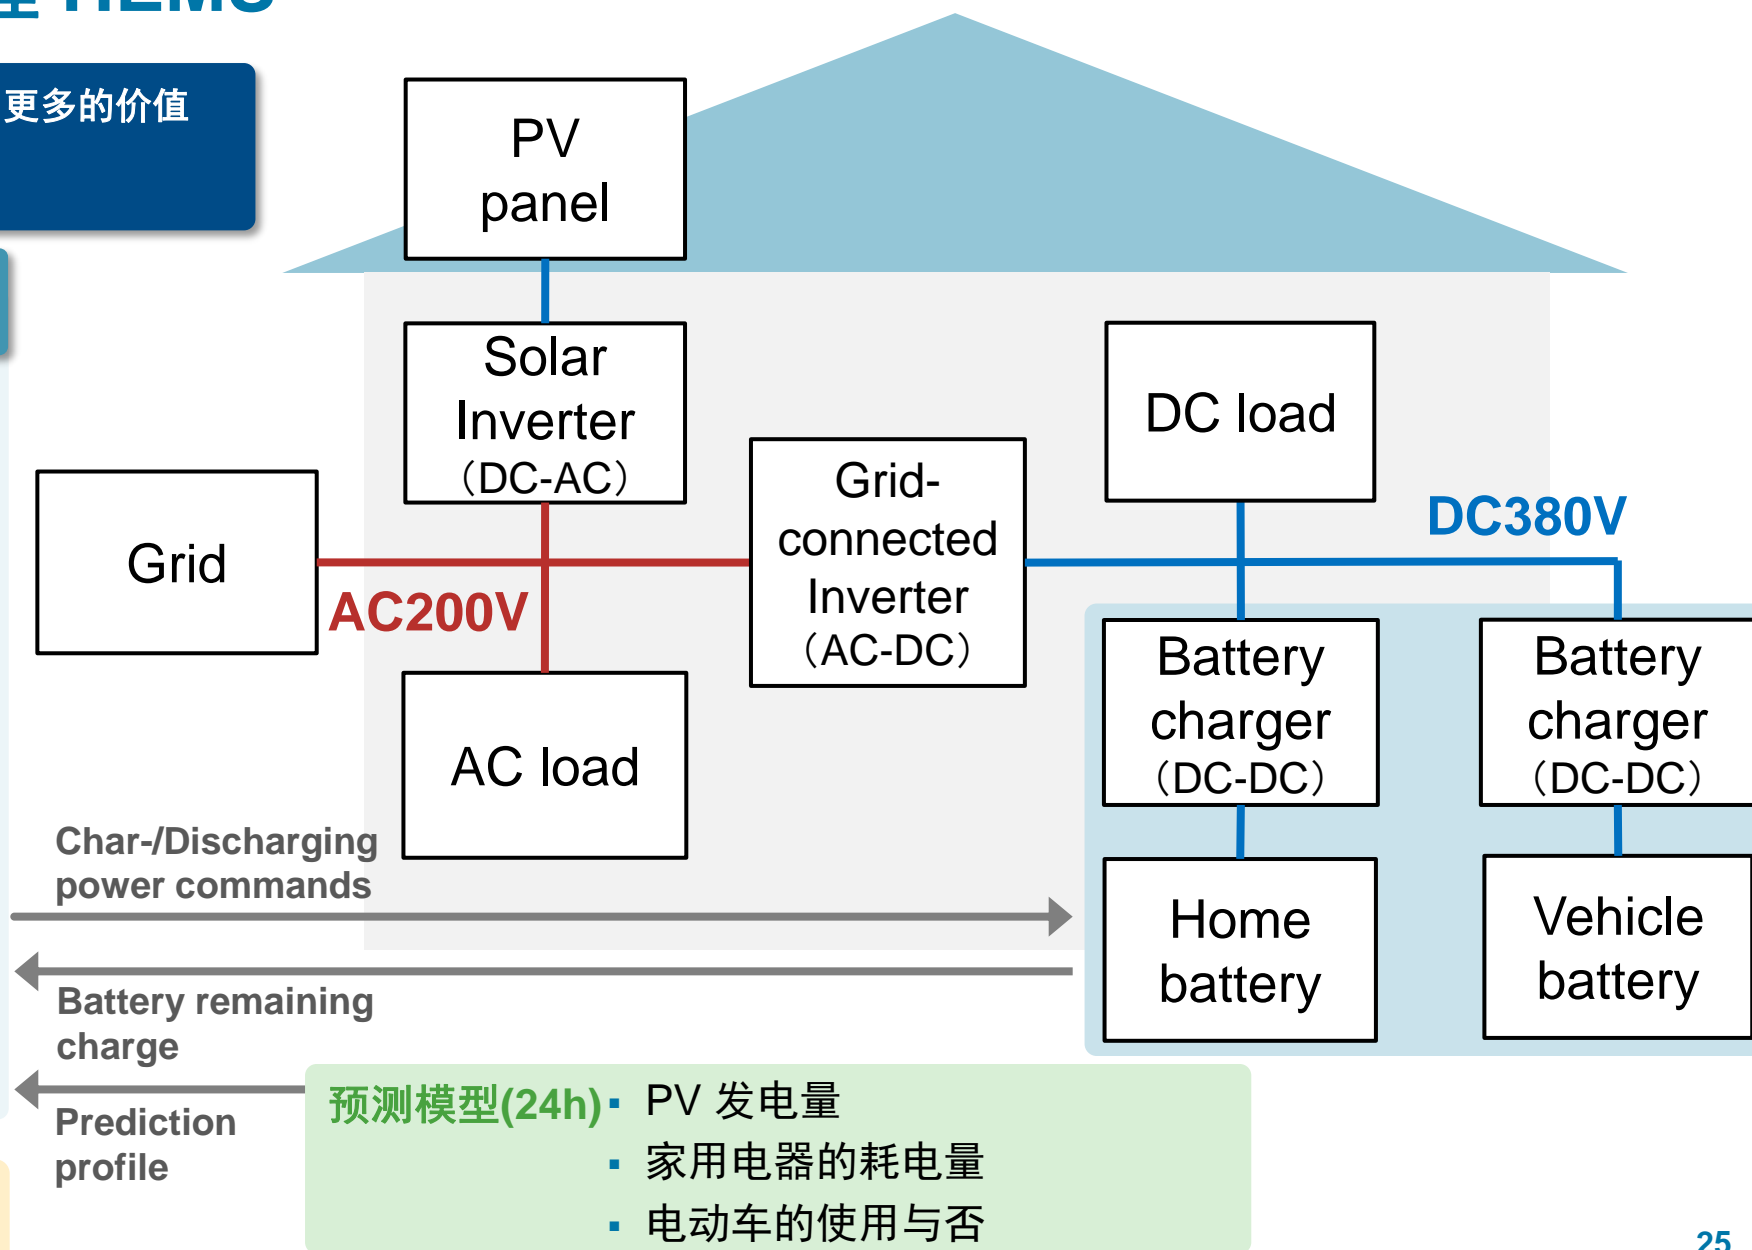 型 HEMS
更多的价值
PV
panel
Solar
Inverter
（DC-AC）
Grid
AC200V
AC load
Grid-
connected
Inverter
（AC-DC）
DC load
DC380V
Battery
charger
（DC-DC）
Battery
charger
（DC-DC）
Home
battery
Vehicle
battery
Char-/Discharging
power commands
Battery remaining
charge
Prediction
profile
预测模型(24h)▪ PV 发电量
▪ 家用电器的耗电量
▪ 电动车的使用与否
25